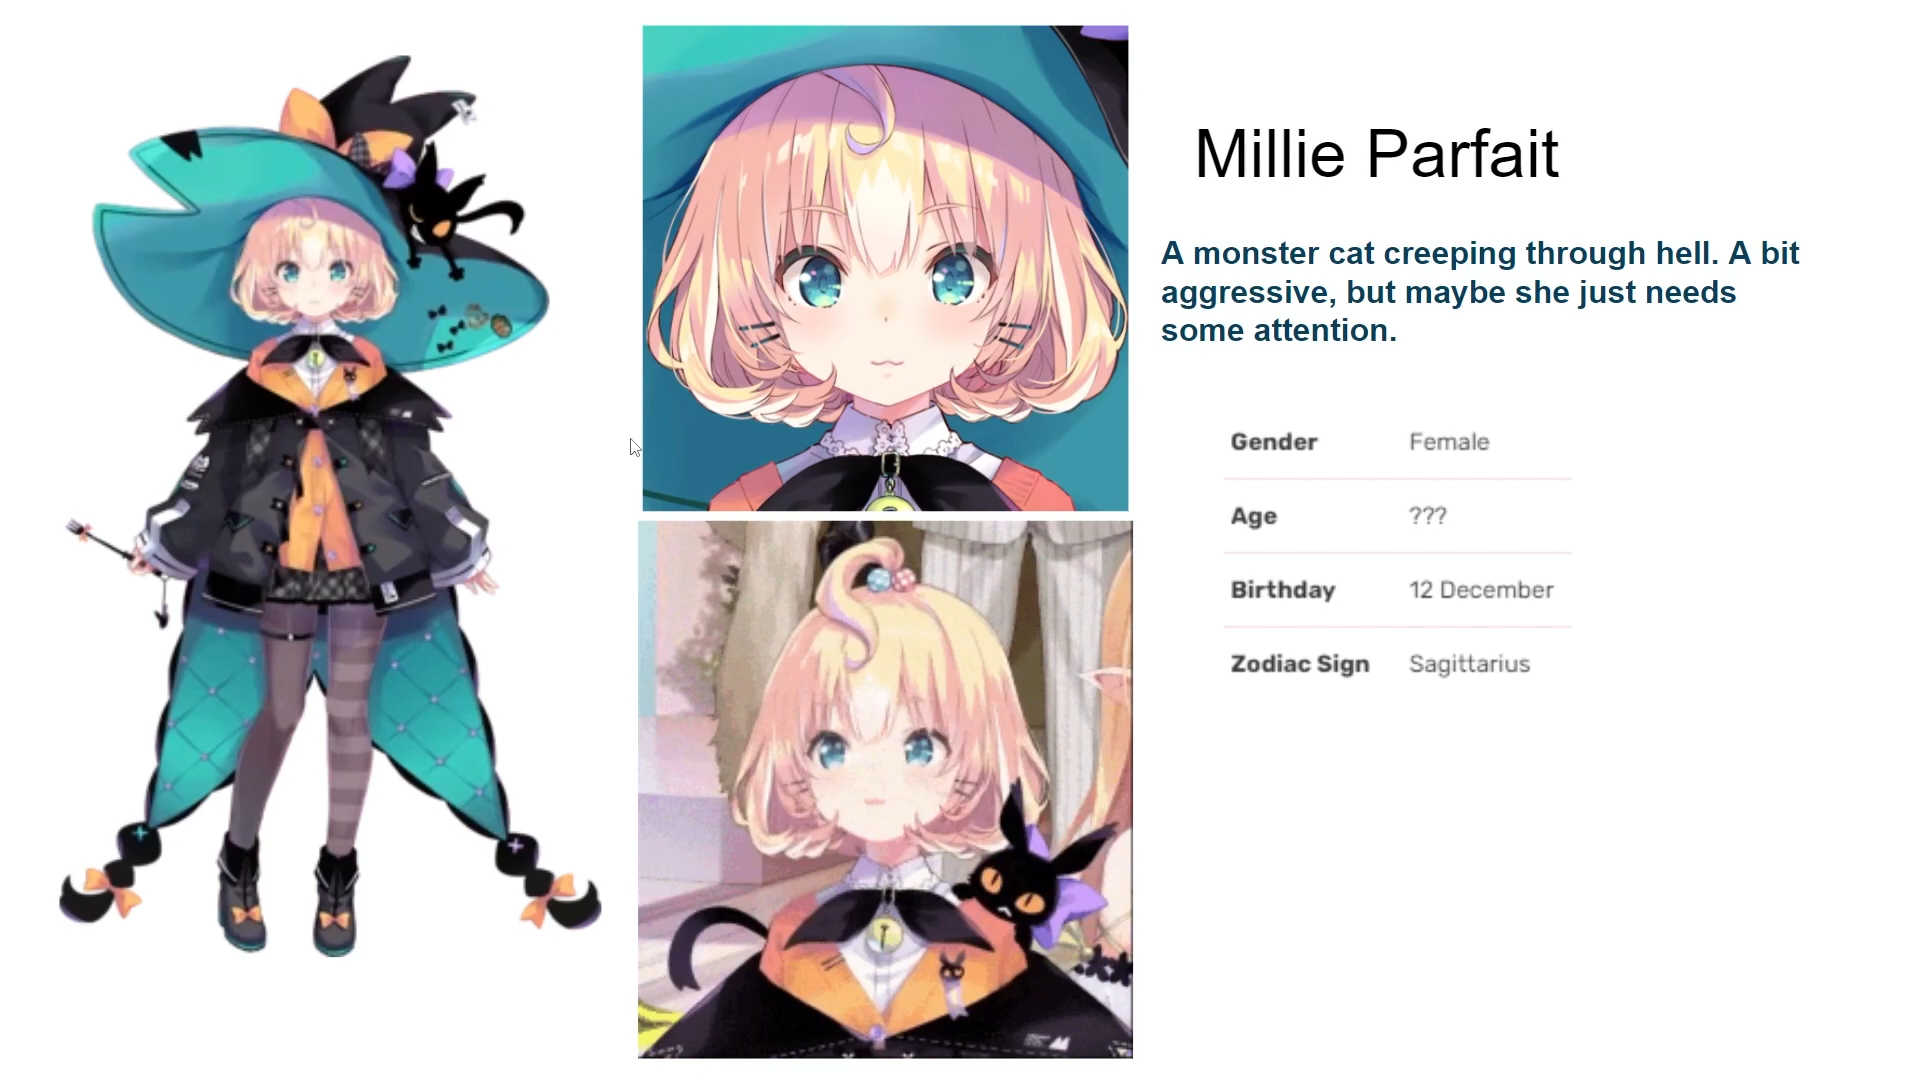 Millie Parfait
A monster cat creeping through hell. A bit
aggressive, but maybe she just needs
some attention.
Gender Female
Age ???
Birthday 12 December
Zodiac Sign Sagittarius